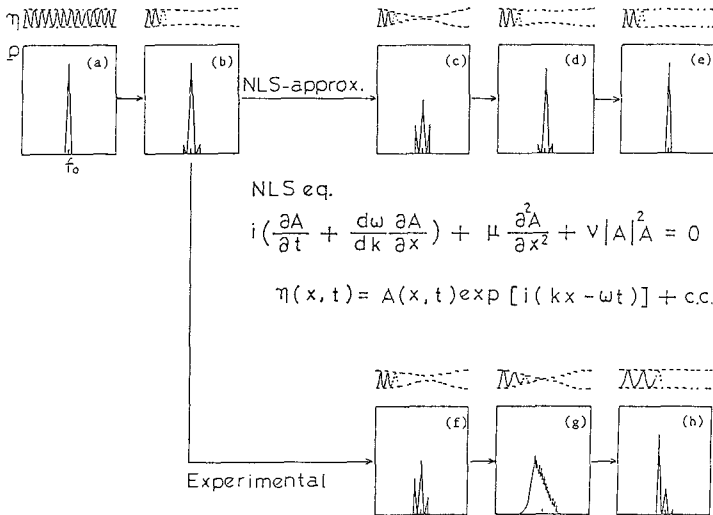 η
p
(a)
(b)
(c)
(d)
(e)
f₀
NLS-approx.
NLS eq.
i(∂A/∂t + dω/dk ∂A/∂x) + μ ∂²A/∂x² + ν|A|²A = 0
η(x,t) = A(x,t)exp [i(kx-ωt)] + c.c.
(f)
(g)
(h)
Experimental